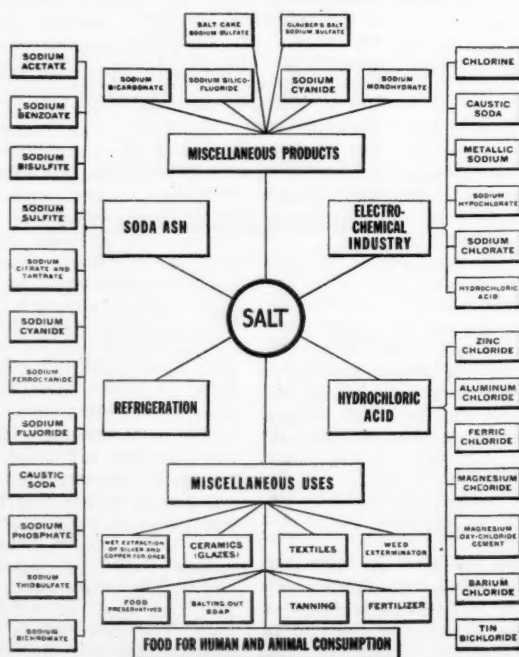 SALT CAKE
SODIUM SULFATE
GLAUBER'S SALT
SODIUM SULFATE
SODIUM
BICARBONATE
SODIUM SILICO-
FLUORIDE
SODIUM
CYANIDE
SODIUM
MONOHYDRATE
MISCELLANEOUS PRODUCTS
SODIUM
ACETATE
SODIUM
BENZOATE
SODIUM
BISULFITE
SODIUM
SULFITE
SODIUM
CITRATE AND
TARTRATE
SODIUM
CYANIDE
SODIUM
FERROCYANIDE
SODIUM
FLUORIDE
CAUSTIC
SODA
SODIUM
PHOSPHATE
SODIUM
THIOSULFATE
SODIUM
BICHROMATE
SODA ASH
ELECTRO-
CHEMICAL
INDUSTRY
CHLORINE
CAUSTIC
SODA
METALLIC
SODIUM
SODIUM
HYPOCHLORATE
SODIUM
CHLORATE
HYDROCHLORIC
ACID
SALT
REFRIGERATION
HYDROCHLORIC
ACID
ZINC
CHLORIDE
ALUMINUM
CHLORIDE
FERRIC
CHLORIDE
MAGNESIUM
CHLORIDE
MAGNESIUM
OXY-CHLORIDE
CEMENT
BARIUM
CHLORIDE
TIN
BICHLORIDE
MISCELLANEOUS USES
WET EXTRACTION
OF SILVER AND
COPPER FOR ORES
CERAMICS
(GLAZES)
TEXTILES
WEED
EXTERMINATOR
FOOD
PRESERVATIVES
SALTING OUT
SOAP
TANNING
FERTILIZER
FOOD FOR HUMAN AND ANIMAL CONSUMPTION